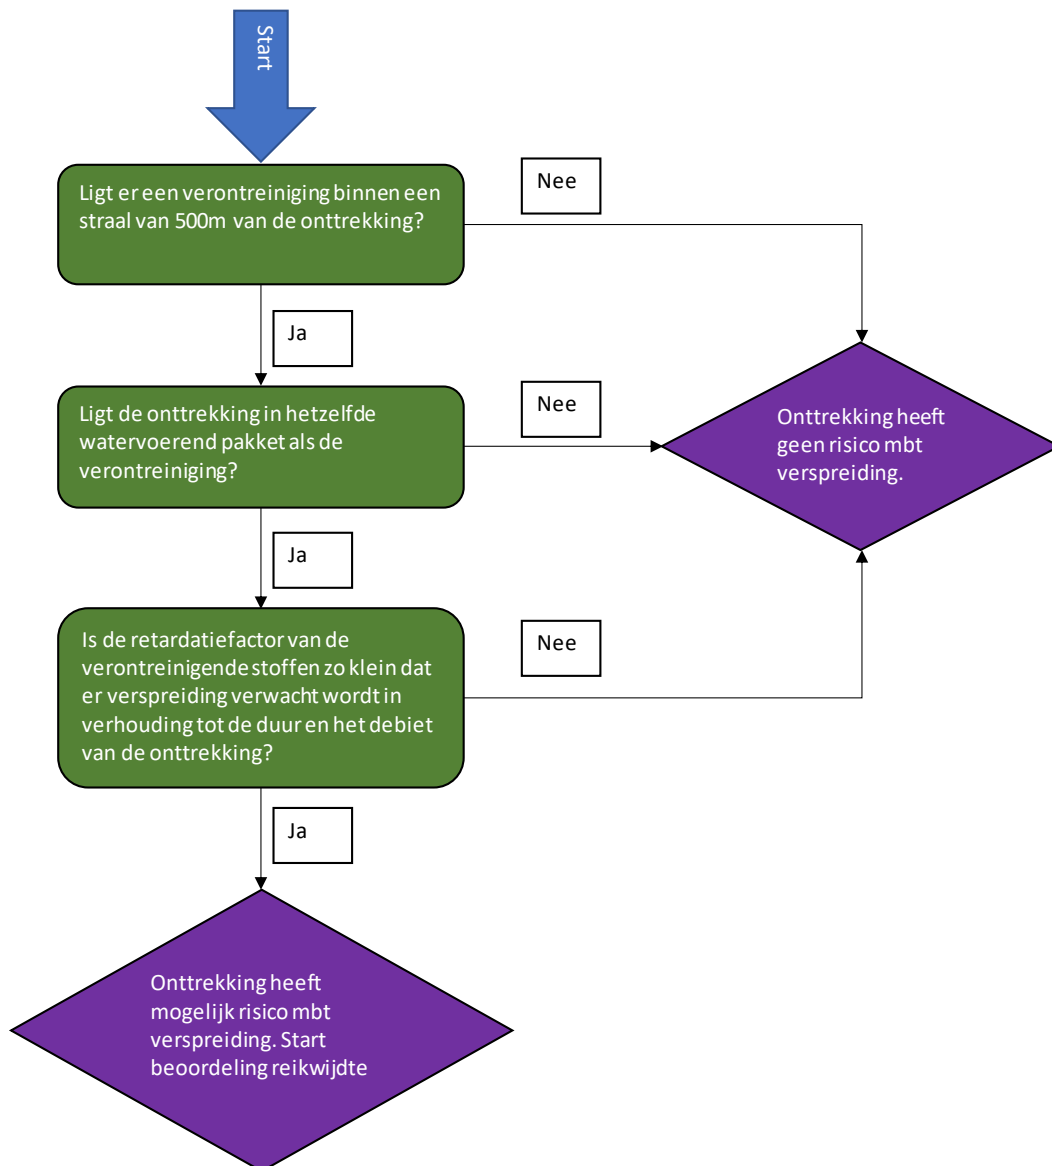 Start
Ligt er een verontreiniging binnen een
straal van 500m van de onttrekking?
Nee
Ja
Ligt de onttrekking in hetzelfde
watervoerend pakket als de
verontreiniging?
Nee
Onttrekking heeft
geen risico mbt
verspreiding.
Ja
Is de retardatiefactor van de
verontreinigende stoffen zo klein dat
er verspreiding verwacht wordt in
verhouding tot de duur en het debiet
van de onttrekking?
Nee
Ja
Onttrekking heeft
mogelijk risico mbt
verspreiding. Start
beoordeling reikwijdte